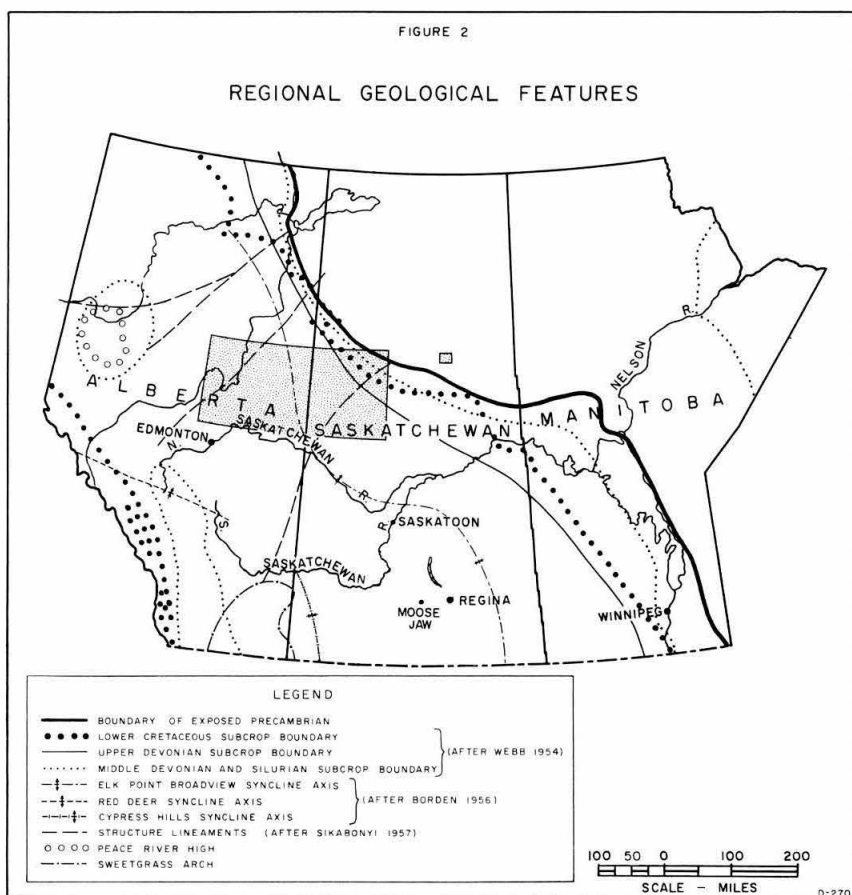 FIGURE 2
REGIONAL GEOLOGICAL FEATURES
ALBERTA
SASKATCHEWAN
MANITOBA
NELSON R.
EDMONTON
N. SASKATCHEWAN R.
SASKATOON
S. SASKATCHEWAN R.
REGINA
MOOSE JAW
WINNIPEG
LEGEND
BOUNDARY OF EXPOSED PRECAMBRIAN
LOWER CRETACEOUS SUBCROP BOUNDARY
UPPER DEVONIAN SUBCROP BOUNDARY (AFTER WEBB 1954)
MIDDLE DEVONIAN AND SILURIAN SUBCROP BOUNDARY
ELK POINT BROADVIEW SYNCLINE AXIS
RED DEER SYNCLINE AXIS (AFTER BORDEN 1956)
CYPRESS HILLS SYNCLINE AXIS
STRUCTURE LINEAMENTS (AFTER SIKABONYI 1957)
PEACE RIVER HIGH
SWEETGRASS ARCH
100 50 0 100 200
SCALE - MILES
D-270